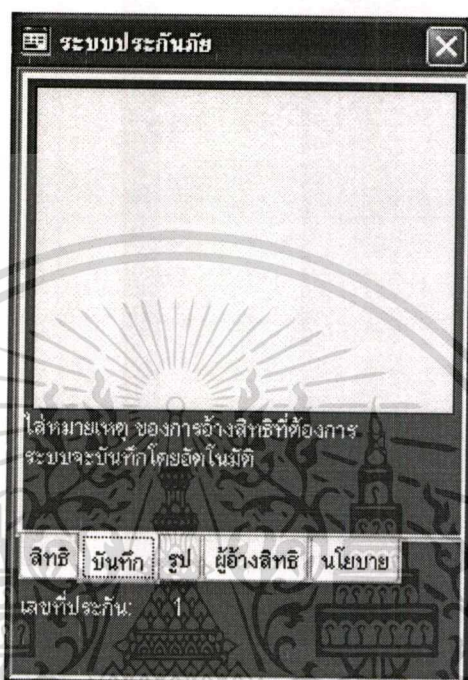 ระบบประกันภัย
ใส่หมายเหตุ ของการอ้างสิทธิที่ต้องการ
ระบบจะบันทึกโดยอัตโนมัติ
สิทธิ บันทึก รูป ผู้อ้างสิทธิ นโยบาย
เลขที่ประกัน: 1